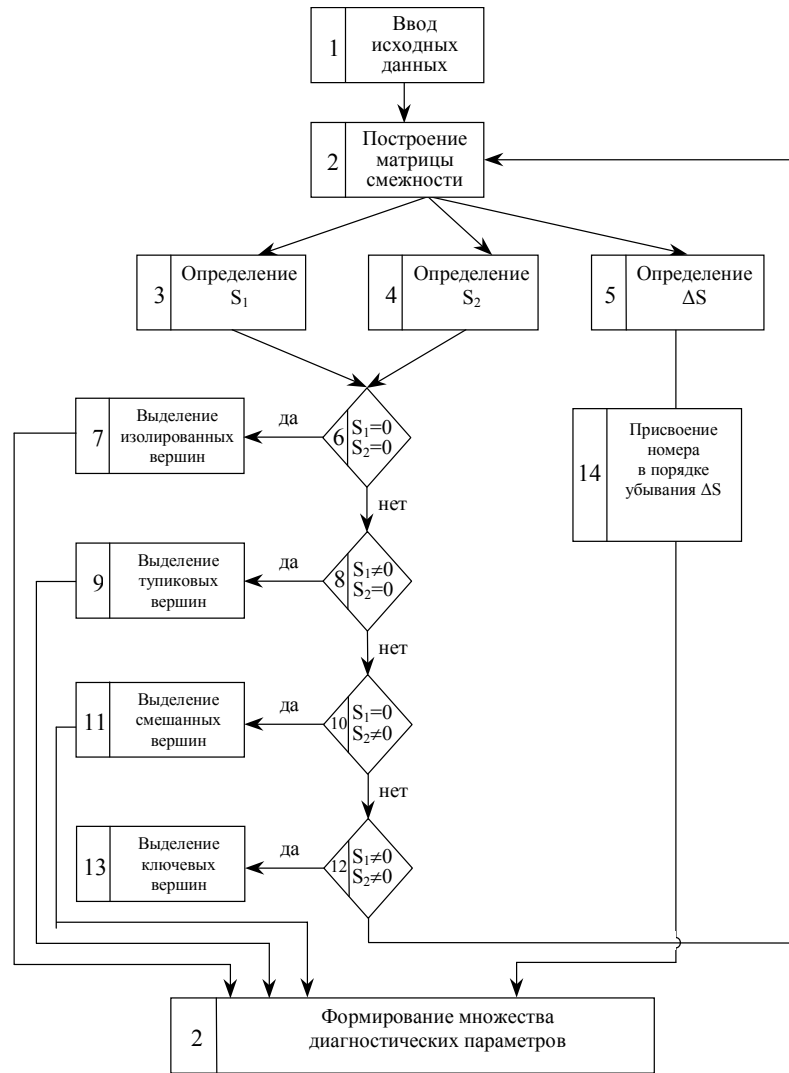 1
Ввод
исходных
данных
2
Построение
матрицы
смежности
3
Определение
S₁
4
Определение
S₂
5
Определение
ΔS
6
S₁=0
S₂=0
да
нет
7
Выделение
изолированных
вершин
14
Присвоение
номера
в порядке
убывания ΔS
8
S₁≠0
S₂=0
да
нет
9
Выделение
тупиковых
вершин
10
S₁=0
S₂≠0
да
нет
11
Выделение
смешанных
вершин
12
S₁≠0
S₂≠0
да
13
Выделение
ключевых
вершин
2
Формирование множества
диагностических параметров